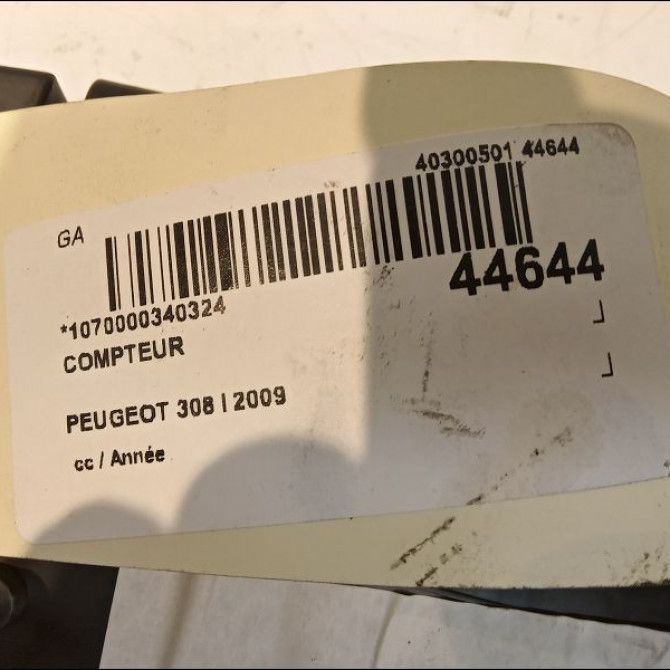 40300501 44644
GA
44644
*1070000340324
COMPTEUR
PEUGEOT 308 I 2009
cc / Année